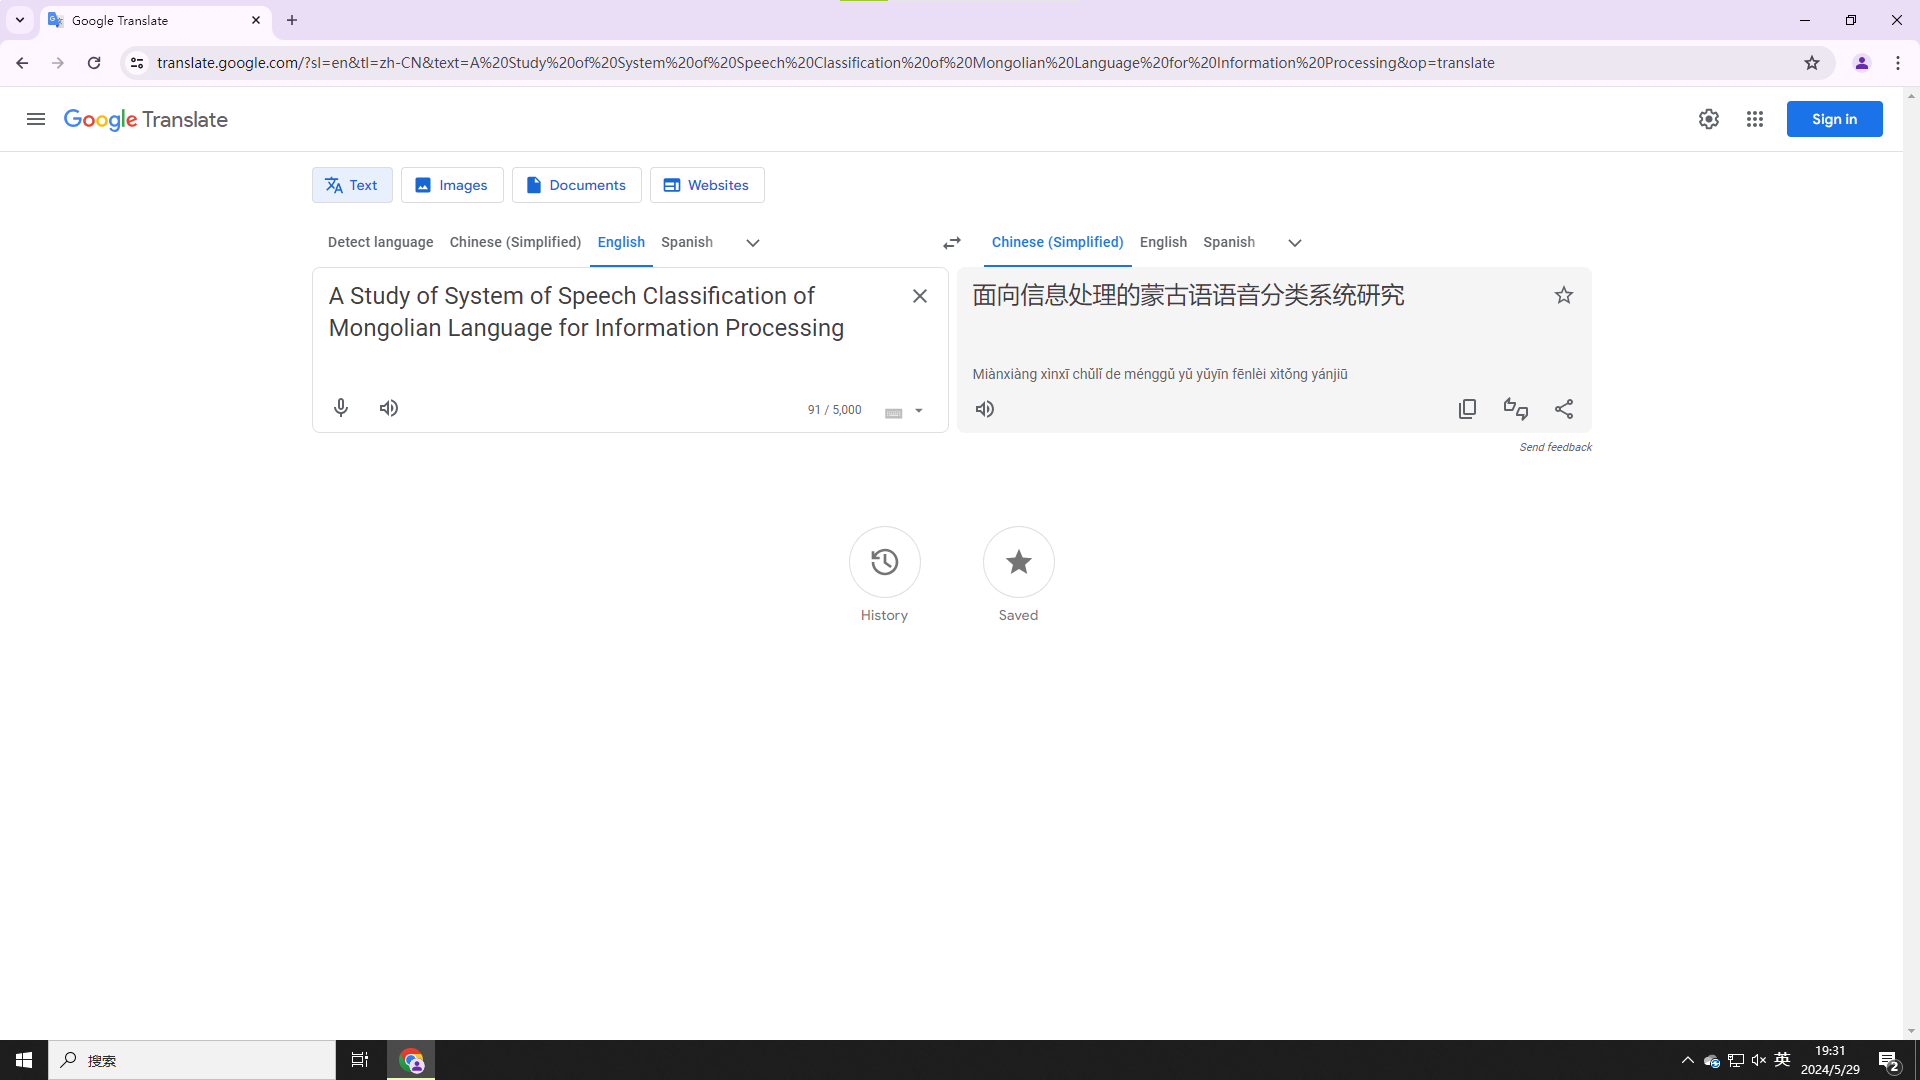 Google Translate
translate.google.com/?sl=en&tl=zh-CN&text=A%20Study%20of%20System%20of%20Speech%20Classification%20of%20Mongolian%20Language%20for%20Information%20Processing&op=translate
Google Translate
Sign in
Text
Images
Documents
Websites
Detect language
Chinese (Simplified)
English
Spanish
Chinese (Simplified)
English
Spanish
A Study of System of Speech Classification of
Mongolian Language for Information Processing
91 / 5,000
面向信息处理的蒙古语语音分类系统研究
Miànxiàng xìnxī chǔlǐ de ménggǔ yǔ yǔyīn fēnlèi xìtǒng yánjiū
Send feedback
History
Saved
搜索
英
19:31
2024/5/29
2